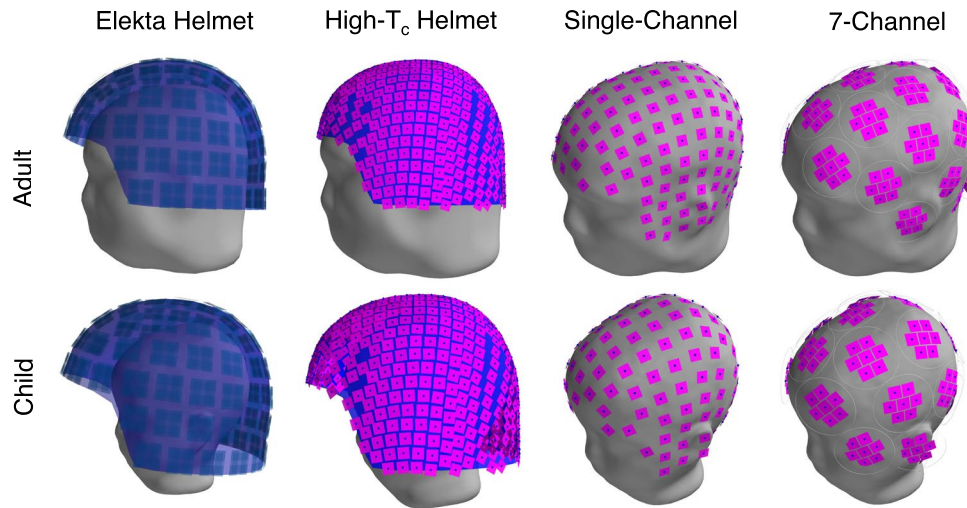 Elekta Helmet
High-Tc Helmet
Single-Channel
7-Channel
Adult
Child